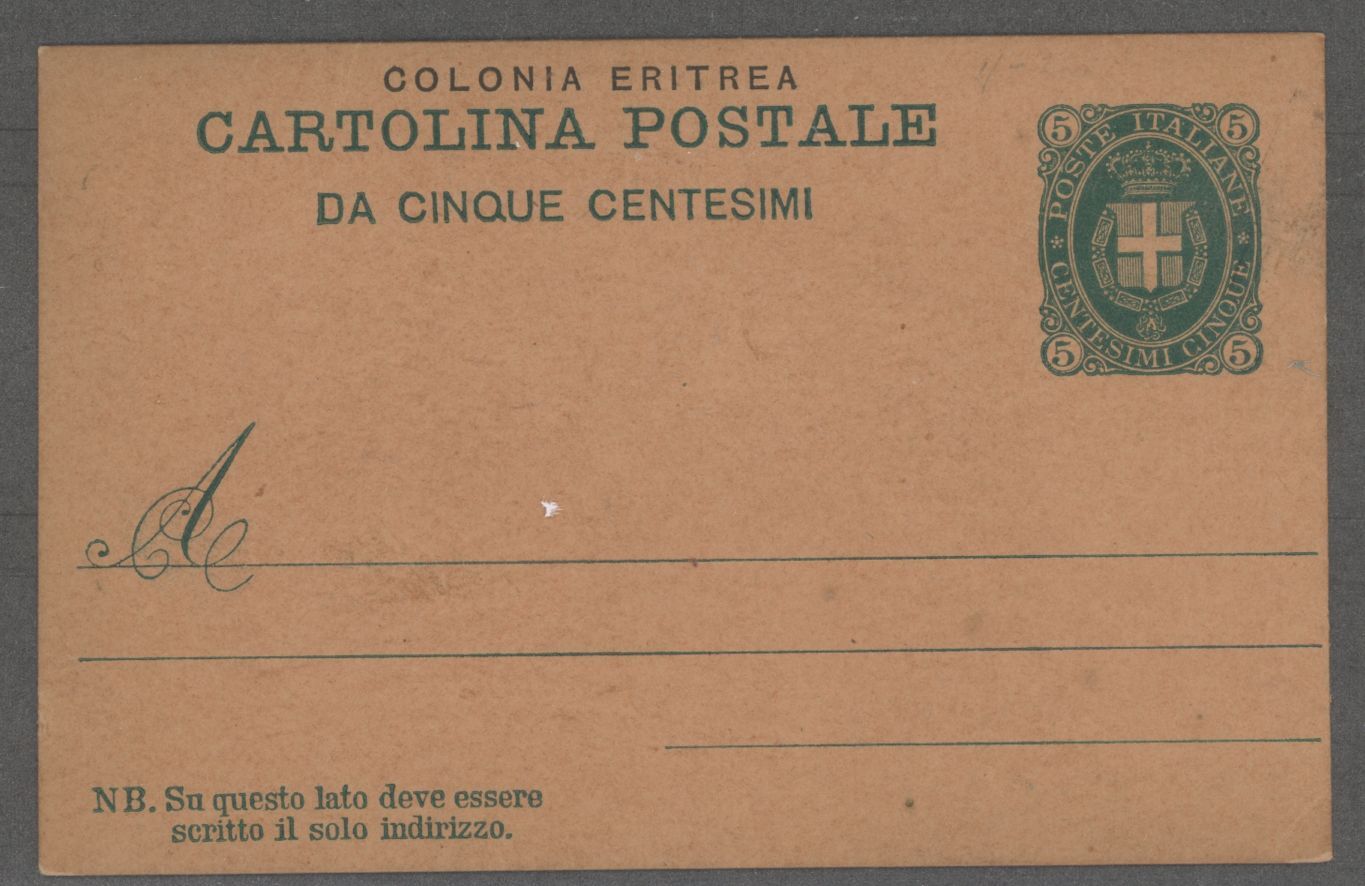 COLONIA ERITREA
CARTOLINA POSTALE
DA CINQUE CENTESIMI
5 5
* POSTE ITALIANE *
CENTESIMI CINQUE
5 5
A
NB. Su questo lato deve essere
scritto il solo indirizzo.